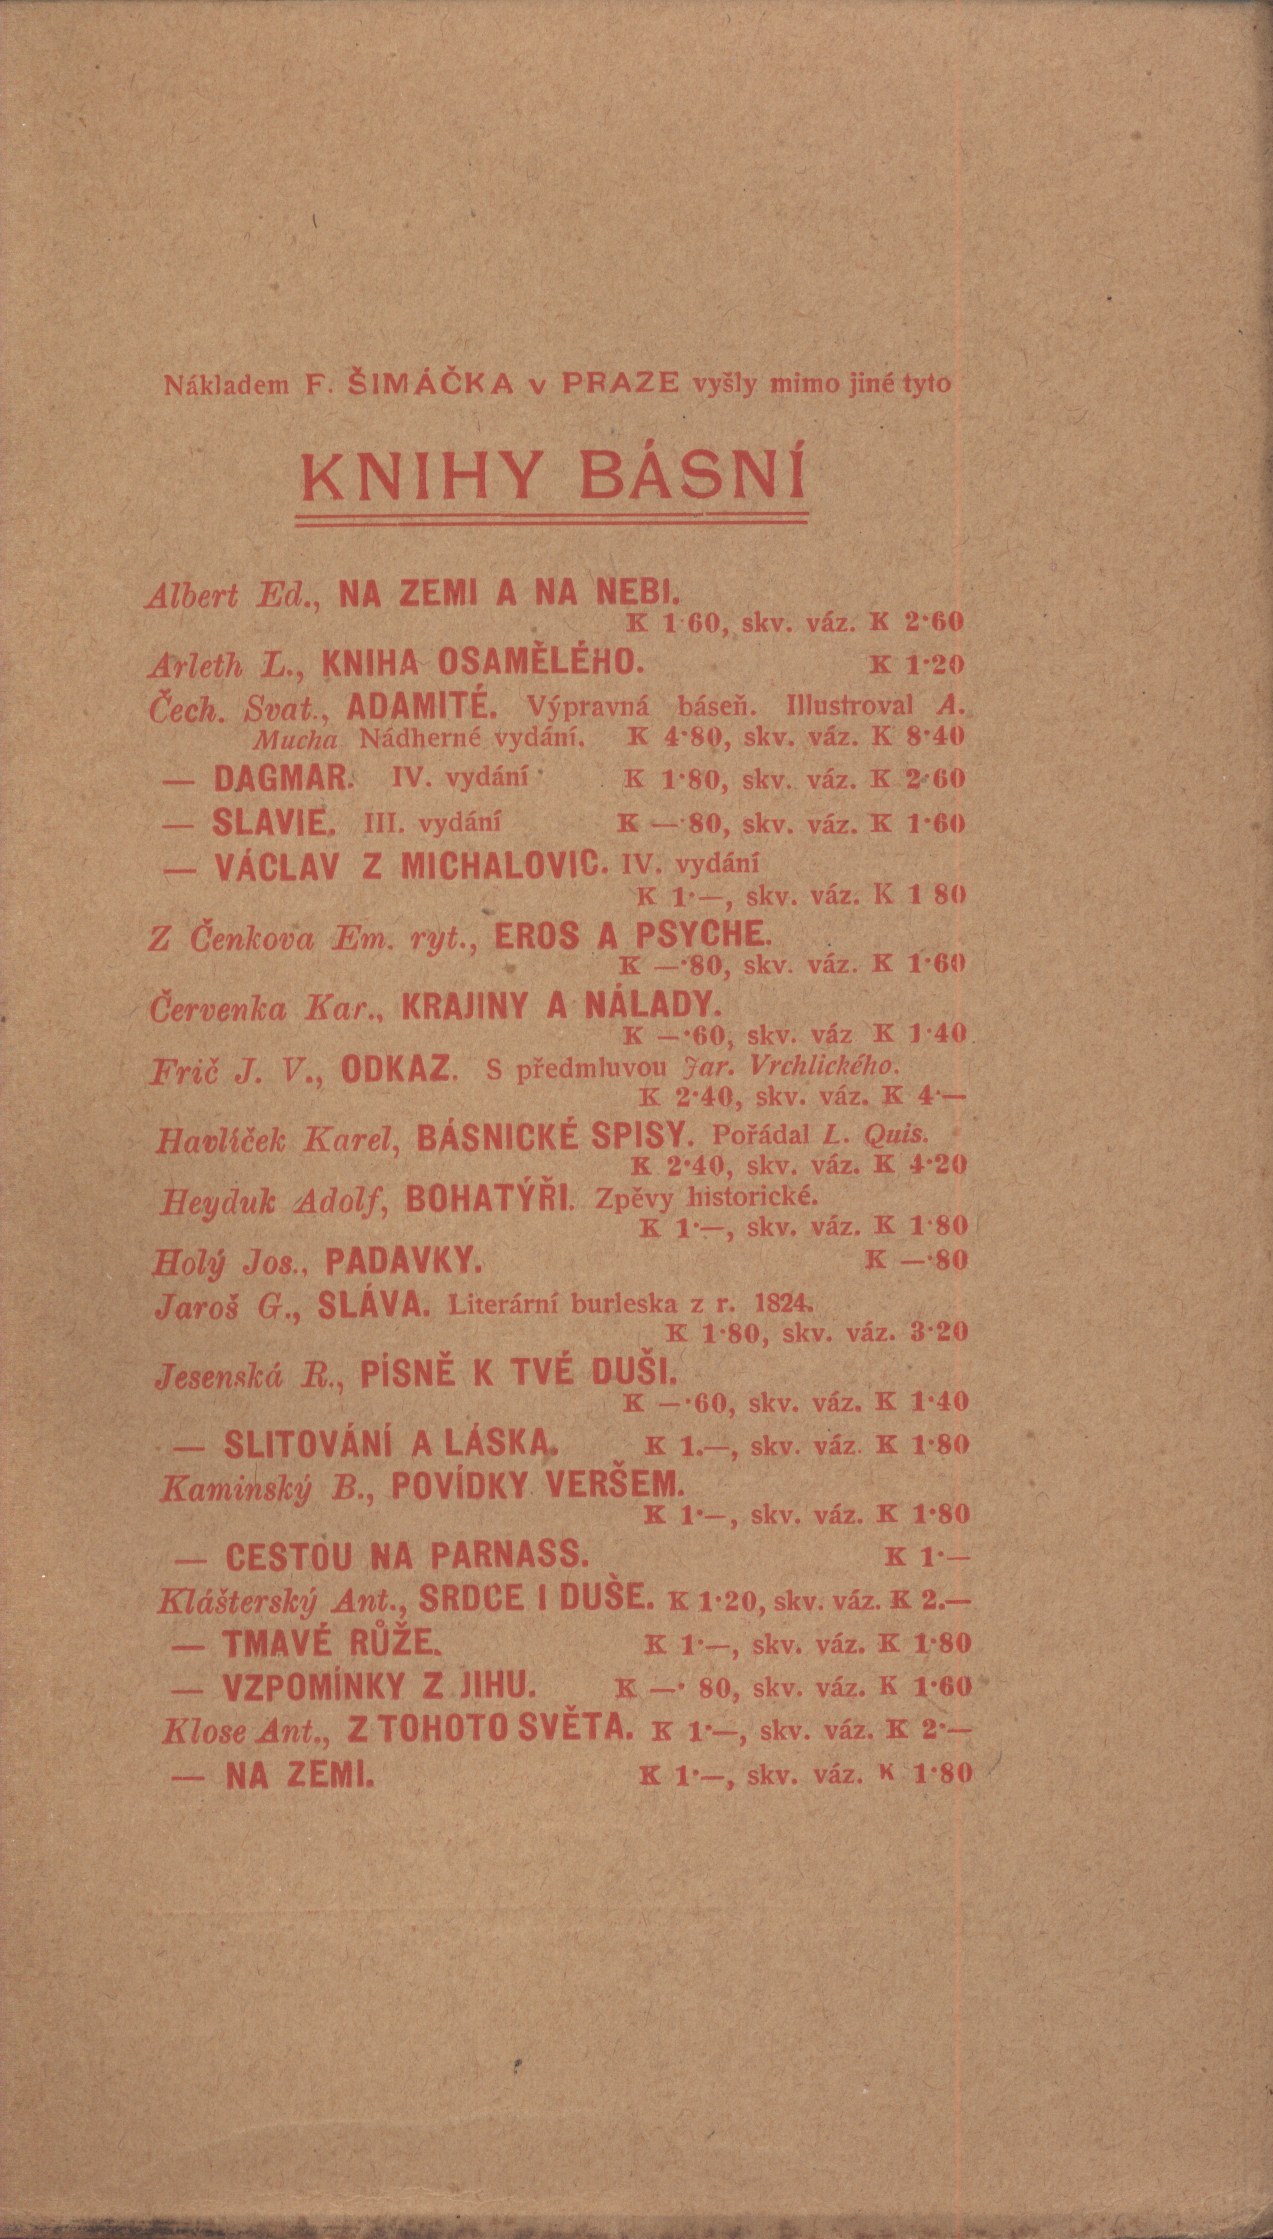 Nákladem F. ŠIMÁČKA v PRAZE vyšly mimo jiné tyto
KNIHY BÁSNÍ
Albert Ed., NA ZEMI A NA NEBI.
K 1·60, skv. váz. K 2·60
Arleth L., KNIHA OSAMĚLÉHO. K 1·20
Čech. Svat., ADAMITÉ. Výpravná báseň. Illustroval A.
Mucha Nádherné vydání. K 4·80, skv. váz. K 8·40
— DAGMAR. IV. vydání K 1·80, skv. váz. K 2·60
— SLAVIE. III. vydání K —·80, skv. váz. K 1·60
— VÁCLAV Z MICHALOVIC. IV. vydání
K 1·—, skv. váz. K 1 80
Z Čenkova Em. ryt., EROS A PSYCHE.
K —·80, skv. váz. K 1·60
Červenka Kar., KRAJINY A NÁLADY.
K —·60, skv. váz K 1·40
Frič J. V., ODKAZ. S předmluvou Jar. Vrchlického.
K 2·40, skv. váz. K 4·—
Havlíček Karel, BÁSNICKÉ SPISY. Pořádal L. Quis.
K 2·40, skv. váz. K 4·20
Heyduk Adolf, BOHATÝŘI. Zpěvy historické.
K 1·—, skv. váz. K 1·80
Holý Jos., PADAVKY. K —·80
Jaroš G., SLÁVA. Literární burleska z r. 1824.
K 1·80, skv. váz. 3·20
Jesenská R., PÍSNĚ K TVÉ DUŠI.
K —·60, skv. váz. K 1·40
— SLITOVÁNÍ A LÁSKA. K 1.—, skv. váz. K 1·80
Kaminský B., POVÍDKY VERŠEM.
K 1·—, skv. váz. K 1·80
— CESTOU NA PARNASS. K 1·—
Klášterský Ant., SRDCE I DUŠE. K 1·20, skv. váz. K 2.—
— TMAVÉ RŮŽE. K 1·—, skv. váz. K 1·80
— VZPOMÍNKY Z JIHU. K —· 80, skv. váz. K 1·60
Klose Ant., Z TOHOTO SVĚTA. K 1·—, skv. váz. K 2·—
— NA ZEMI. K 1·—, skv. váz. K 1·80